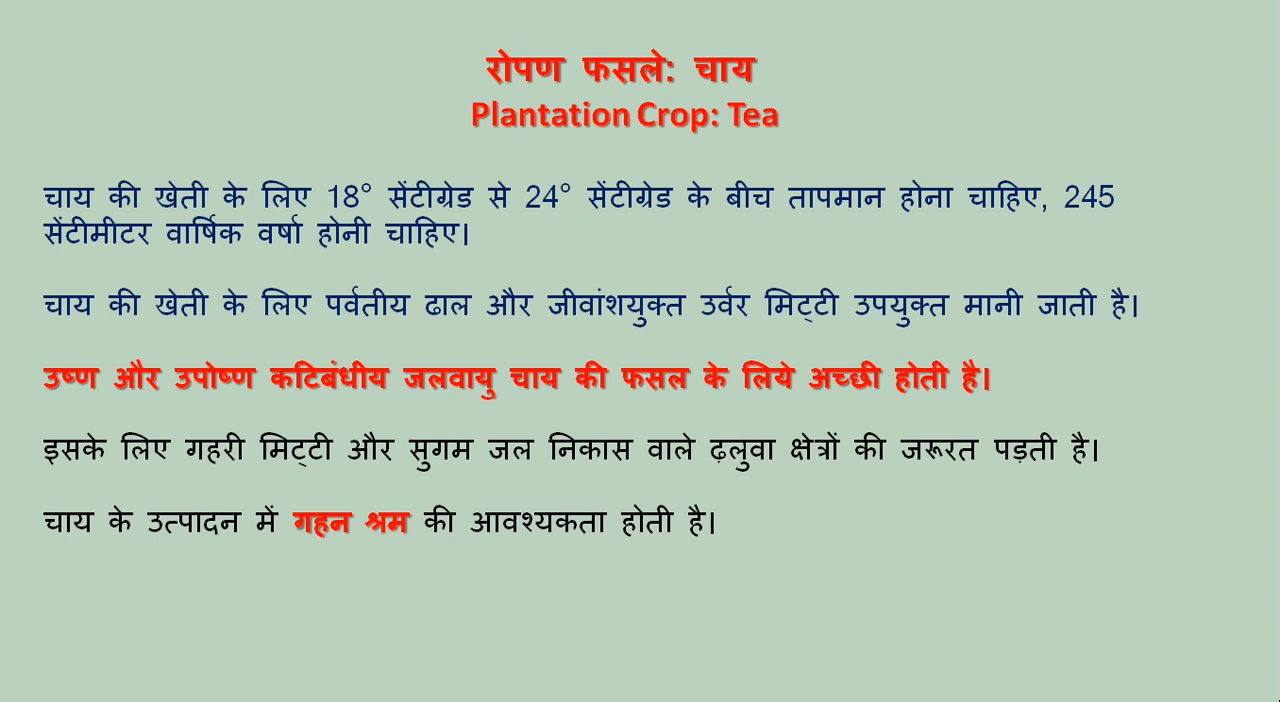 रोपण फसले: चाय
Plantation Crop: Tea
चाय की खेती के लिए 18° सेंटीग्रेड से 24° सेंटीग्रेड के बीच तापमान होना चाहिए, 245
सेंटीमीटर वार्षिक वर्षा होनी चाहिए।
चाय की खेती के लिए पर्वतीय ढाल और जीवांशयुक्त उर्वर मिट्टी उपयुक्त मानी जाती है।
उष्ण और उपोष्ण कटिबंधीय जलवायु चाय की फसल के लिये अच्छी होती है।
इसके लिए गहरी मिट्टी और सुगम जल निकास वाले ढ़लुवा क्षेत्रों की जरूरत पड़ती है।
चाय के उत्पादन में गहन श्रम की आवश्यकता होती है।